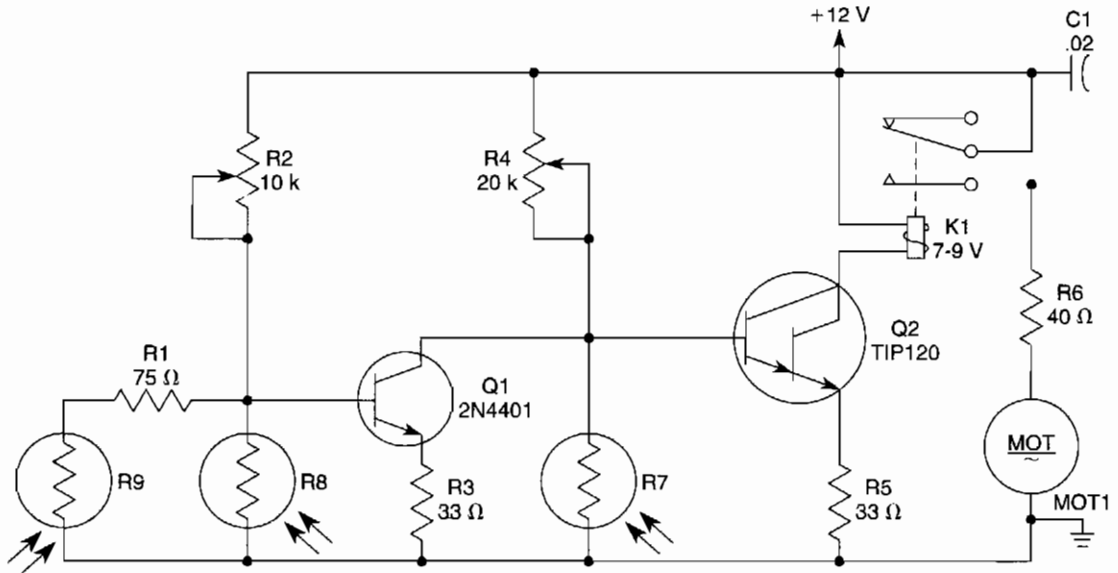 +12 V
C1
.02
R2
10 k
R4
20 k
K1
7-9 V
R6
40 Ω
R1
75 Ω
Q1
2N4401
Q2
TIP120
MOT
~
MOT1
R9
R8
R3
33 Ω
R7
R5
33 Ω